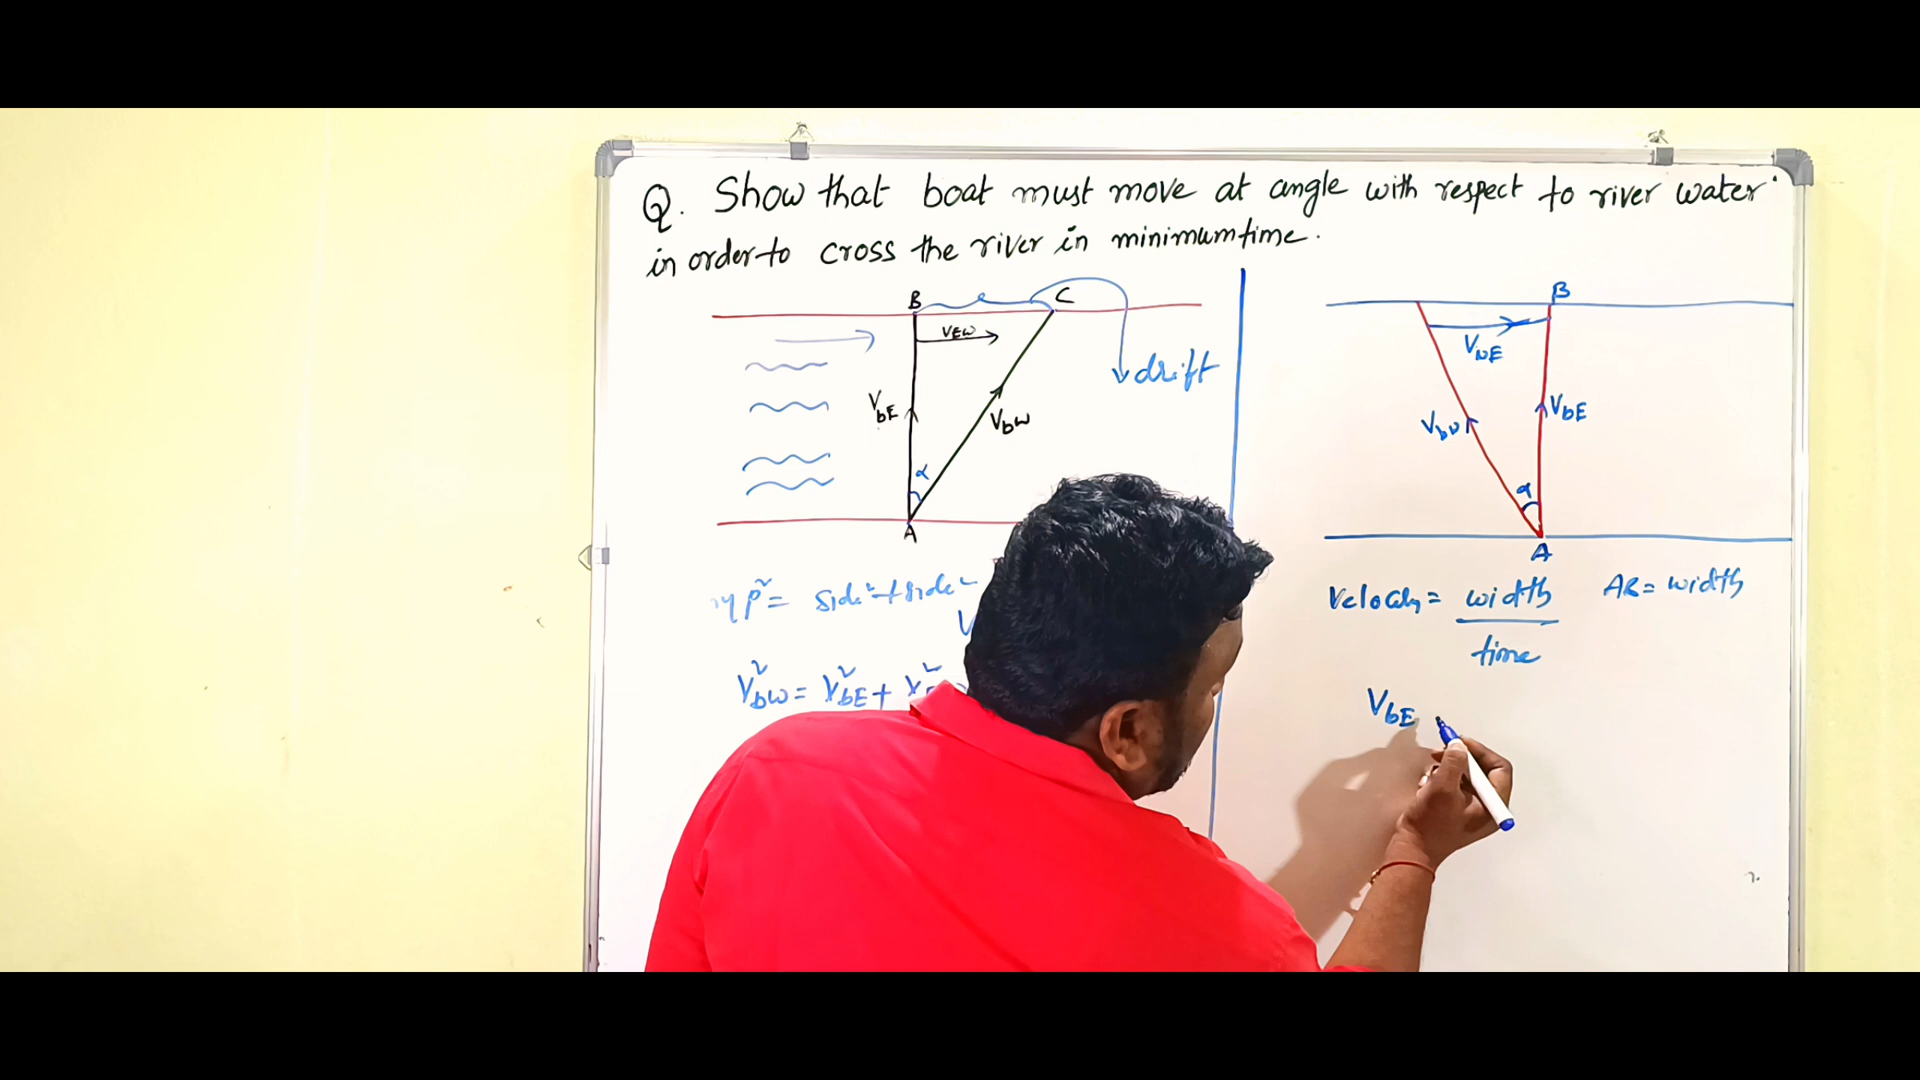 Q. Show that boat must move at angle with respect to river water
in order to cross the river in minimum time.
B C
VEW
drift
VbE
VbW
α
A
hyp² = side² + side²
V²bW = V²bE +
B
VWE
VbE
α
A
Velocity = width AB = width
time
VbE